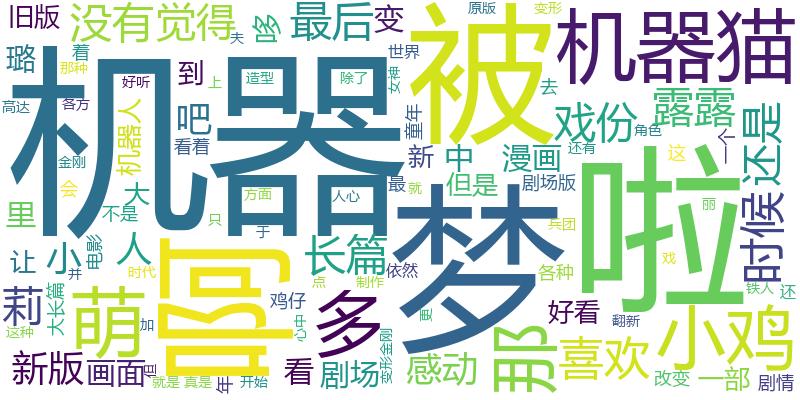 旧版
没有觉得
哆
最后
变
原版
变形
夫
着
璐
那种
好听
到
上
造型
除了
世界
女神
被
机器猫
去
机器
高达
各方
机器人
吧
看着
童年
戏份
角色
露露
还是
一个
金刚
会
大
方面
只
人心
新
中
漫画
还有
这
最
就
但是
剧场版
里
不是
于
梦
兵团
啦
丽
时候
让
小
电影
人
啊
长篇
依然
各种
戏
并
时代
点
制作
铁人
还
莉
大长篇
萌
加
鸡仔
心中
多
更
好看
翻新
小鸡
这种
变形金刚
那
喜欢
新版
画面
但
看
剧场
感动
改变
一部
剧情
就是
真是
年
开始